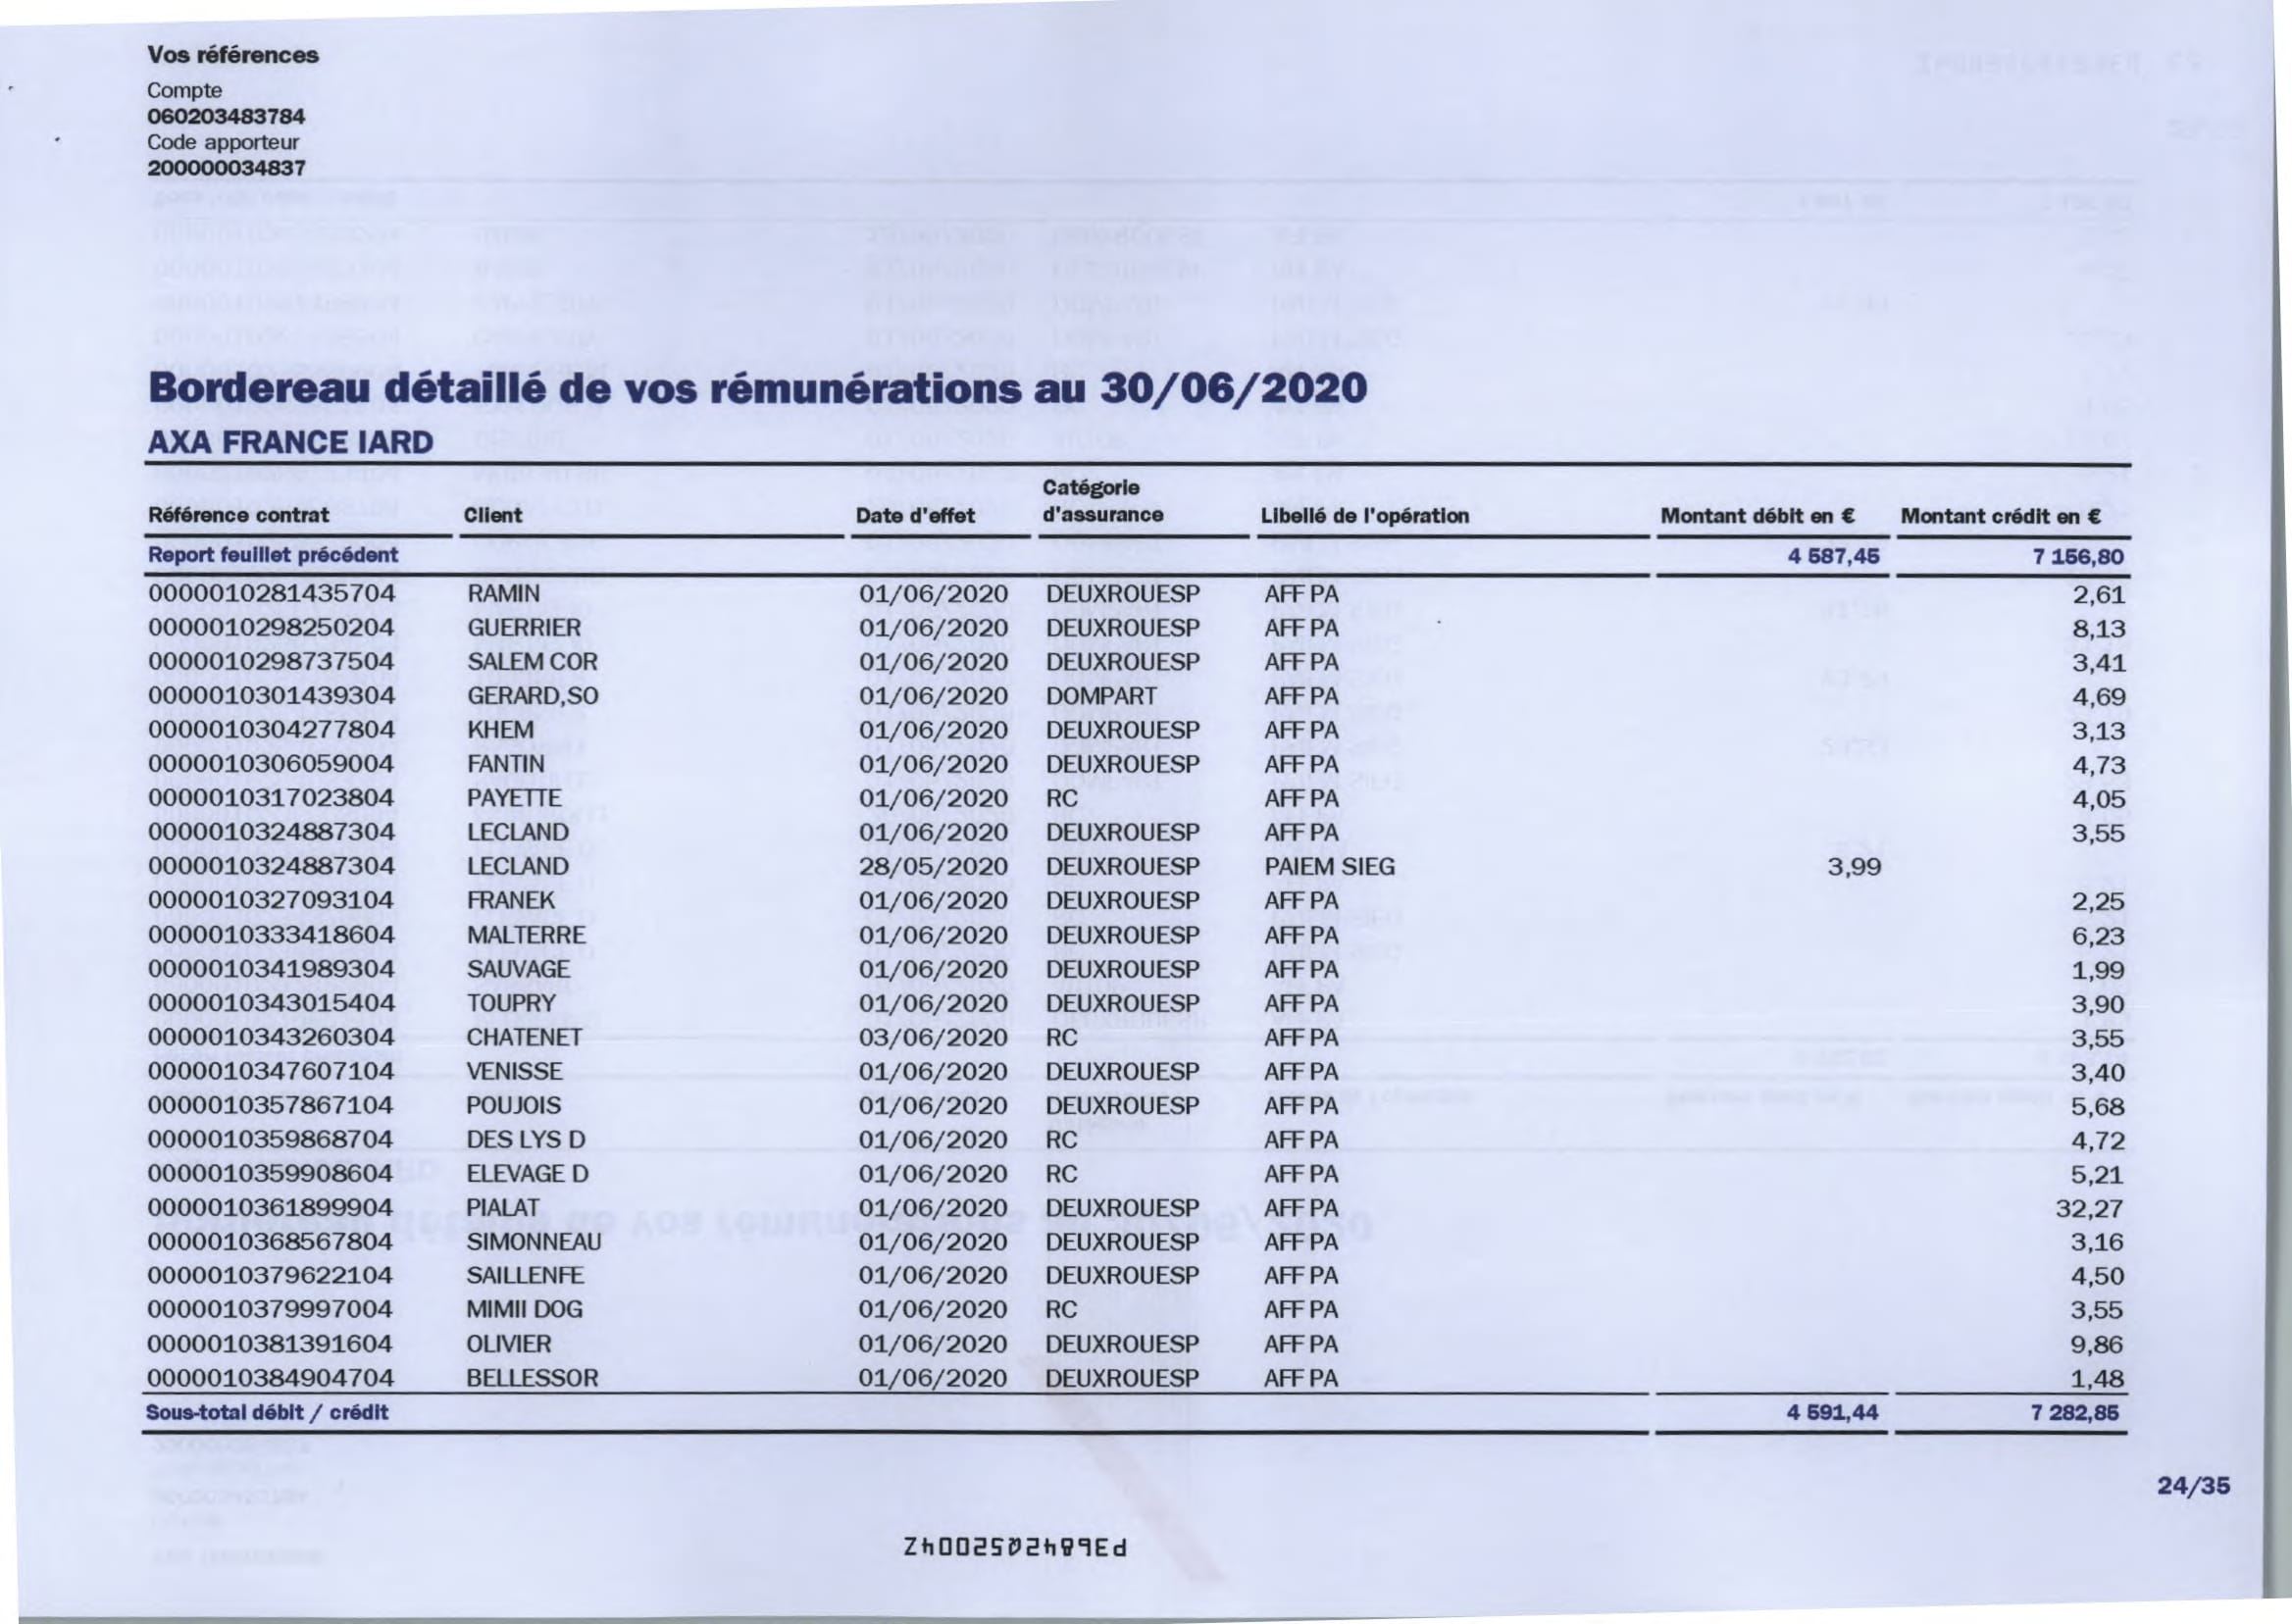 Vos références
Compte
060203483784
Code apporteur
200000034837
Bordereau détaillé de vos rémunérations au 30/06/2020
AXA FRANCE IARD
Référence contrat Client Date d'effet Catégorie d'assurance Libellé de l'opération Montant débit en € Montant crédit en €
Report feuillet précédent 4 587,45 7 156,80
0000010281435704 RAMIN 01/06/2020 DEUXROUESP AFF PA 2,61
0000010298250204 GUERRIER 01/06/2020 DEUXROUESP AFF PA 8,13
0000010298737504 SALEM COR 01/06/2020 DEUXROUESP AFF PA 3,41
0000010301439304 GERARD,SO 01/06/2020 DOMPART AFF PA 4,69
0000010304277804 KHEM 01/06/2020 DEUXROUESP AFF PA 3,13
0000010306059004 FANTIN 01/06/2020 DEUXROUESP AFF PA 4,73
0000010317023804 PAYETTE 01/06/2020 RC AFF PA 4,05
0000010324887304 LECLAND 01/06/2020 DEUXROUESP AFF PA 3,55
0000010324887304 LECLAND 28/05/2020 DEUXROUESP PAIEM SIEG 3,99
0000010327093104 FRANEK 01/06/2020 DEUXROUESP AFF PA 2,25
0000010333418604 MALTERRE 01/06/2020 DEUXROUESP AFF PA 6,23
0000010341989304 SAUVAGE 01/06/2020 DEUXROUESP AFF PA 1,99
0000010343015404 TOUPRY 01/06/2020 DEUXROUESP AFF PA 3,90
0000010343260304 CHATENET 03/06/2020 RC AFF PA 3,55
0000010347607104 VENISSE 01/06/2020 DEUXROUESP AFF PA 3,40
0000010357867104 POUJOIS 01/06/2020 DEUXROUESP AFF PA 5,68
0000010359868704 DES LYS D 01/06/2020 RC AFF PA 4,72
0000010359908604 ELEVAGE D 01/06/2020 RC AFF PA 5,21
0000010361899904 PIALAT 01/06/2020 DEUXROUESP AFF PA 32,27
0000010368567804 SIMONNEAU 01/06/2020 DEUXROUESP AFF PA 3,16
0000010379622104 SAILLENFE 01/06/2020 DEUXROUESP AFF PA 4,50
0000010379997004 MIMII DOG 01/06/2020 RC AFF PA 3,55
0000010381391604 OLIVIER 01/06/2020 DEUXROUESP AFF PA 9,86
0000010384904704 BELLESSOR 01/06/2020 DEUXROUESP AFF PA 1,48
Sous-total débit / crédit 4 591,44 7 282,85
24/35